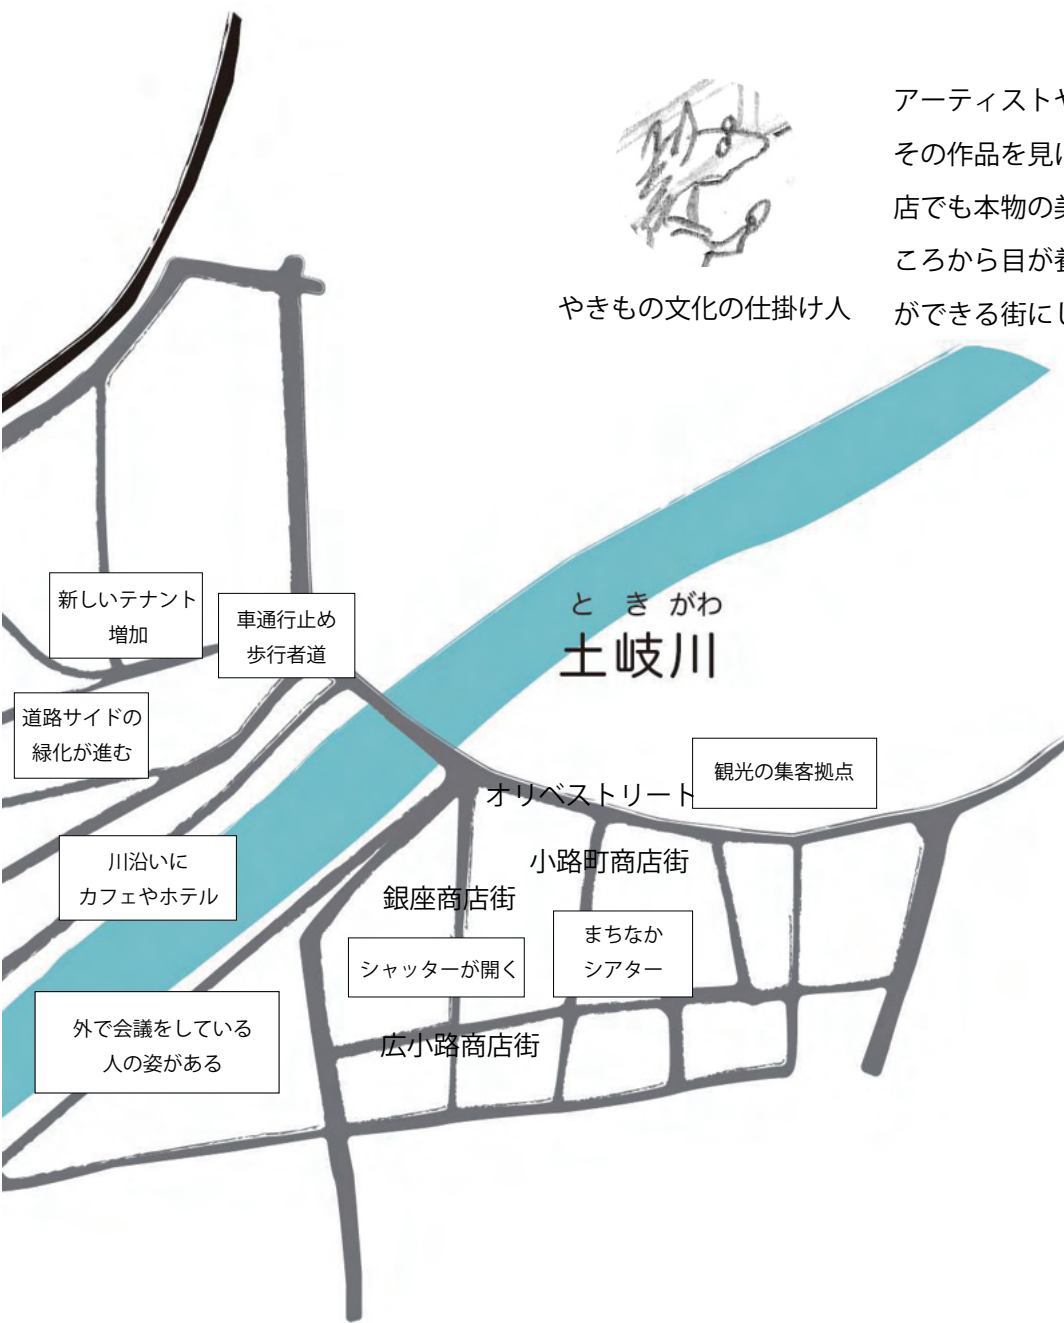 アーティストや
その作品を見に
店でも本物の美
ころから目が養
ができる街にし
やきもの文化の仕掛け人
と き がわ
土岐川
新しいテナント
増加
車通行止め
歩行者道
道路サイドの
緑化が進む
観光の集客拠点
オリベストリート
小路町商店街
川沿いに
カフェやホテル
銀座商店街
まちなか
シアター
シャッターが開く
外で会議をしている
人の姿がある
広小路商店街